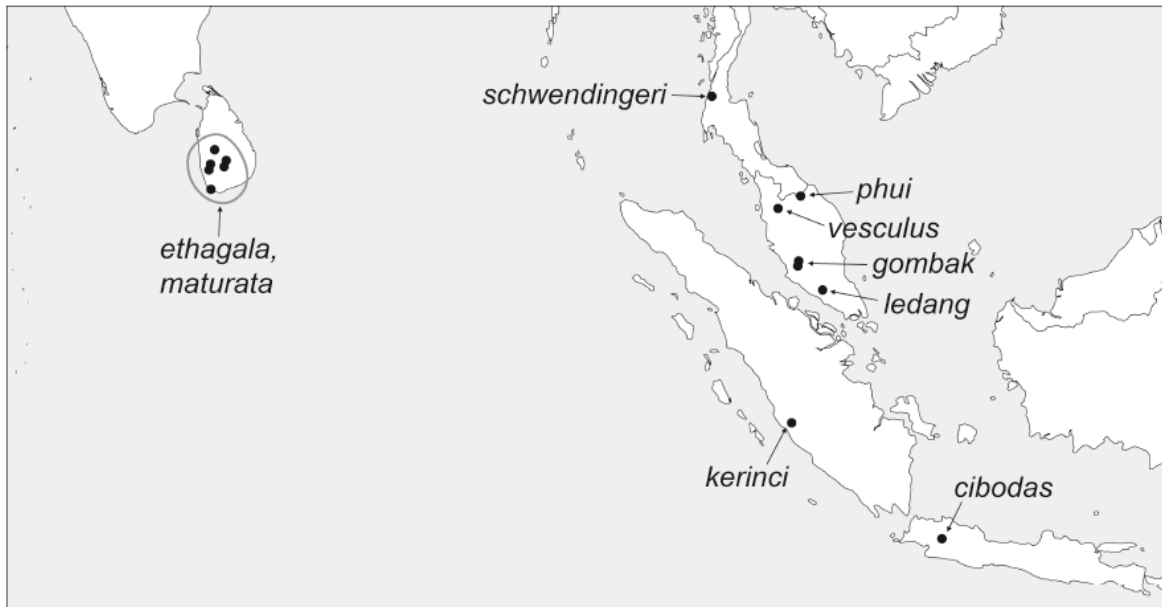 schwendingeri
phui
vesculus
ethagala,
maturata
gombak
ledang
kerinci
cibodas